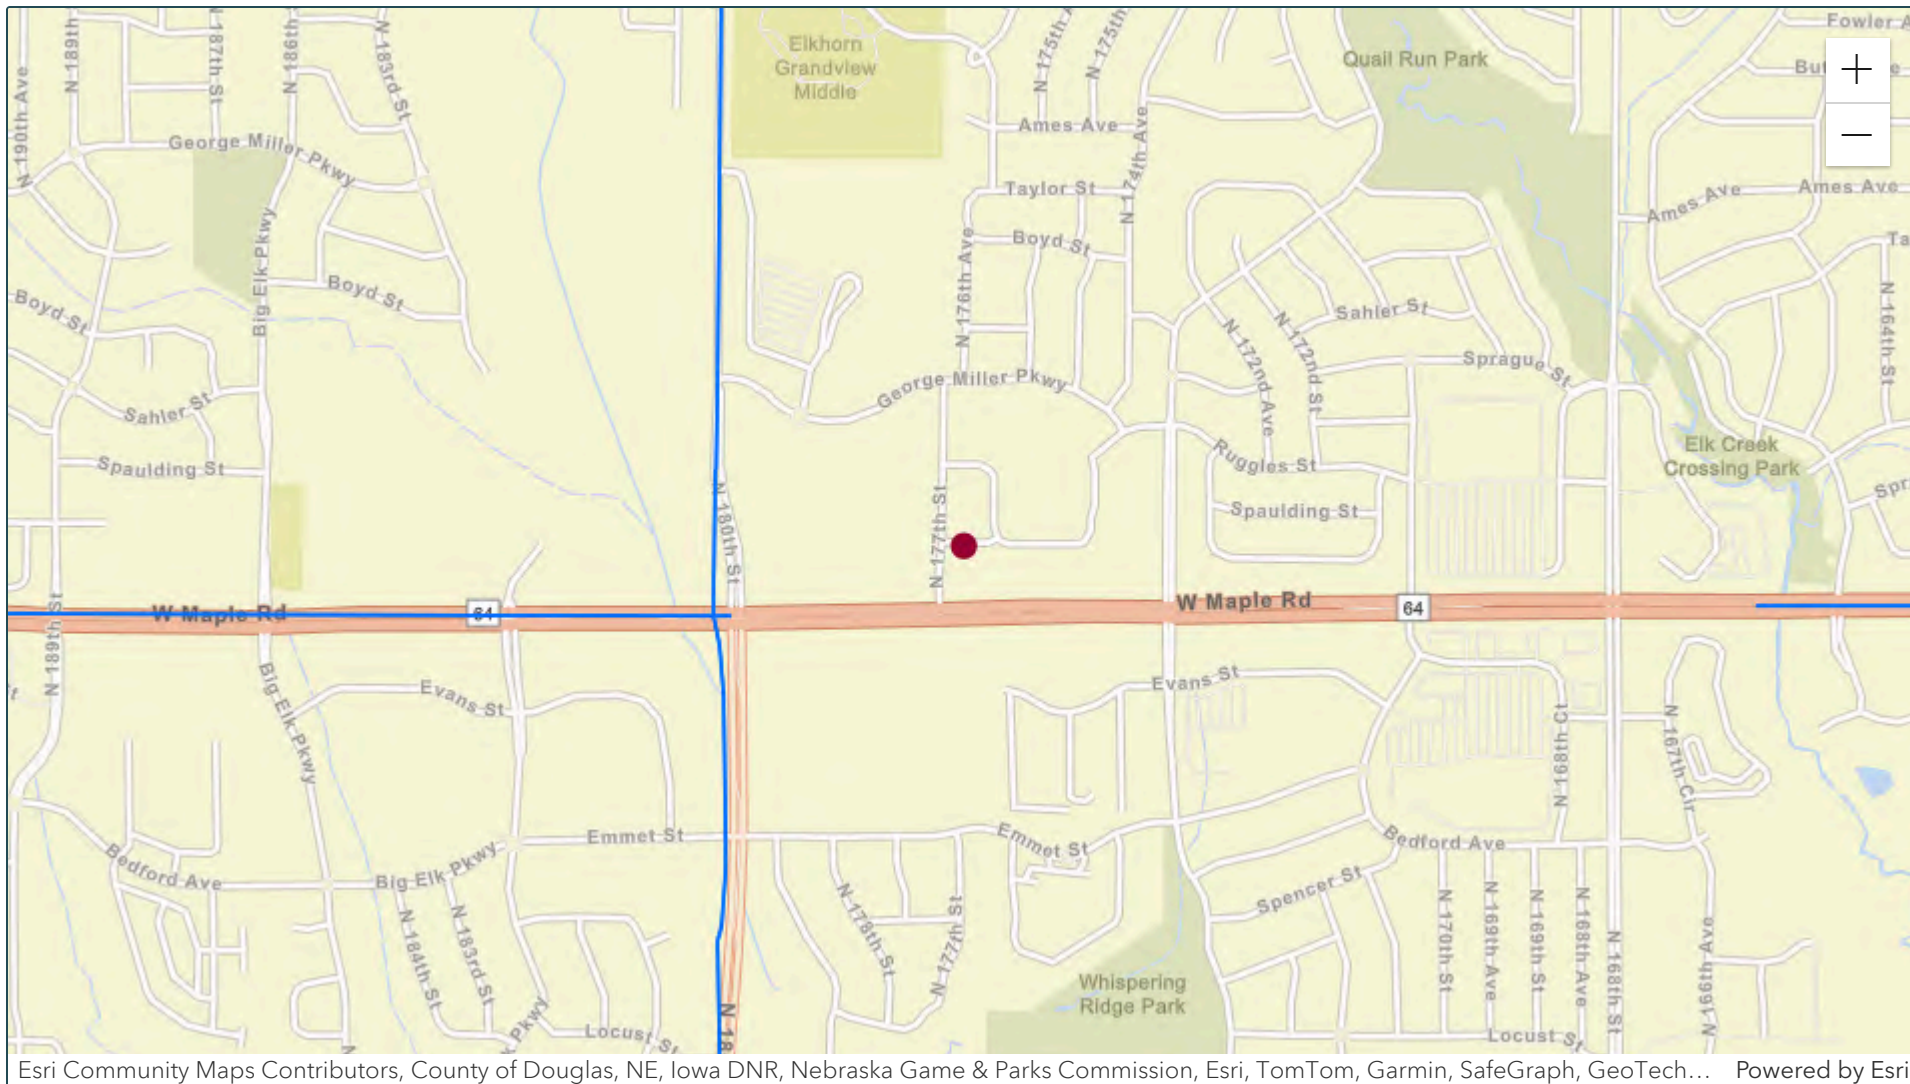 N 189th
N 187th St
N 186th
N 183rd St
N 190th Ave
Elkhorn
Grandview
Middle
N 175th A
N 175th
Quail Run Park
Fowler A
But
e
+
−
George Miller Pkwy
Ames Ave
N 174th Ave
Taylor St
Ames Ave
Ames Ave
Big Elk Pkwy
Boyd St
Boyd St
Boyd St
N 176th Ave
Ta
Sahler St
N 172nd Ave
N 172nd St
N 164th St
Sprague St
George Miller Pkwy
Sahler St
Spaulding St
Ruggles St
Elk Creek
Crossing Park
Spr
Spaulding St
N 180th St
N 177th St
W Maple Rd
64
W Maple Rd
64
N 189th St
t
Big Elk Pkwy
Evans St
Evans St
N 168th Ct
N 167th Cir
Emmet St
Emmet St
Bedford Ave
Bedford Ave
Big Elk Pkwy
Spencer St
N 184th St
N 183rd St
N 178th St
N 177th St
N 170th St
N 169th Ave
N 169th St
N 168th Ave
N 168th St
N 166th Ave
Whispering
Ridge Park
N
k Pkwy
Locust St
N 18
Locust St
Esri Community Maps Contributors, County of Douglas, NE, Iowa DNR, Nebraska Game & Parks Commission, Esri, TomTom, Garmin, SafeGraph, GeoTech... Powered by Esri